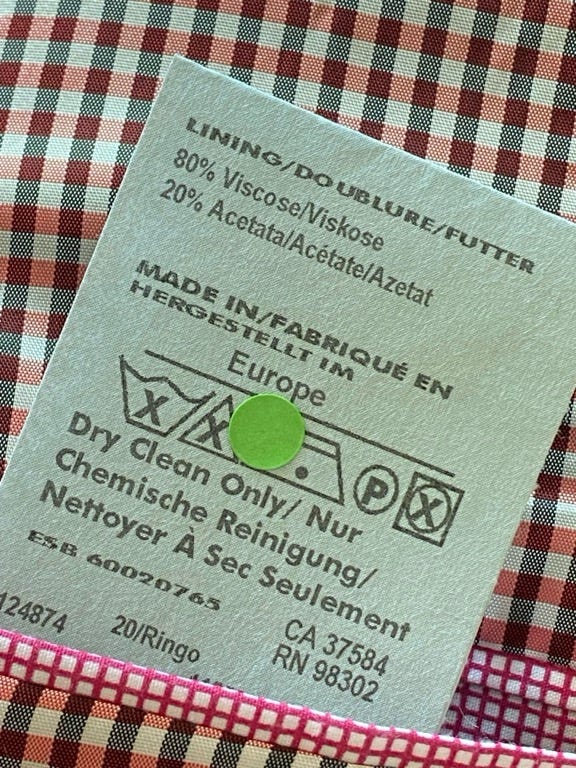 LINING/DOUBLURE/FUTTER
80% Viscose/Viskose
20% Acetata/Acétate/Azetat
MADE IN/FABRIQUÉ EN
HERGESTELLT IM
Europe
X X P X
Dry Clean Only/ Nur
Chemische Reinigung/
Nettoyer À Sec Seulement
ESB 60020765
124874 20/Ringo CA 37584
RN 98302